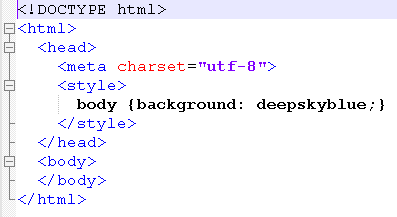 <!DOCTYPE html>
<html>
<head>
<meta charset="utf-8">
<style>
body {background: deepskyblue;}
</style>
</head>
<body>
</body>
</html>